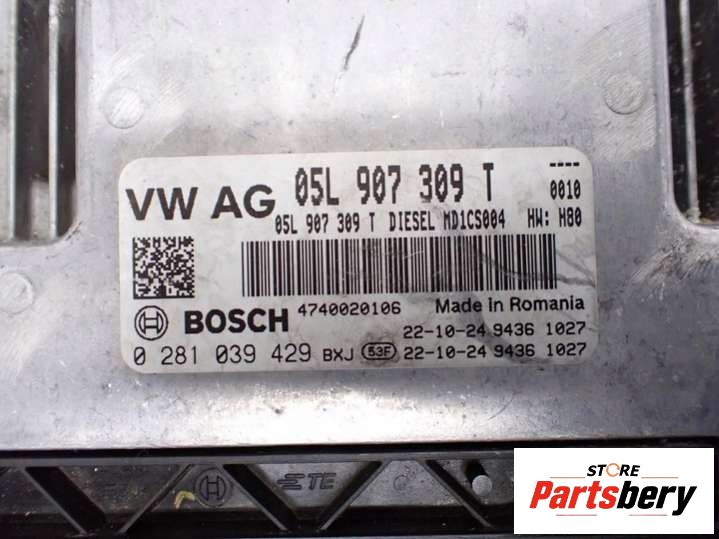 VW AG 05L 907 309 T ----
0010
05L 907 309 T DIESEL MD1CS004 HW: H80
BOSCH 4740020106 Made in Romania
22-10-24 9436 1027
0 281 039 429 BXJ 53F 22-10-24 9436 1027
TE
STORE
Partsbery